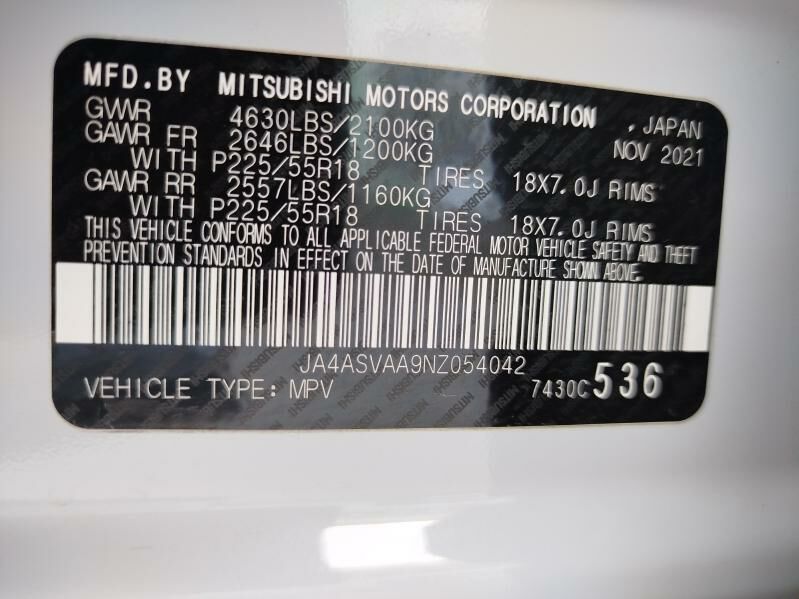 MFD.BY MITSUBISHI MOTORS CORPORATION , JAPAN
GVWR 4630LBS/2100KG NOV 2021
GAWR FR 2646LBS/1200KG
WITH P225/55R18 TIRES 18X7.0J RIMS
GAWR RR 2557LBS/1160KG
WITH P225/55R18 TIRES 18X7.0J RIMS
THIS VEHICLE CONFORMS TO ALL APPLICABLE FEDERAL MOTOR VEHICLE SAFETY AND THEFT
PREVENTION STANDARDS IN EFFECT ON THE DATE OF MANUFACTURE SHOWN ABOVE.
JA4ASVAA9NZ054042
VEHICLE TYPE: MPV 7430C 536